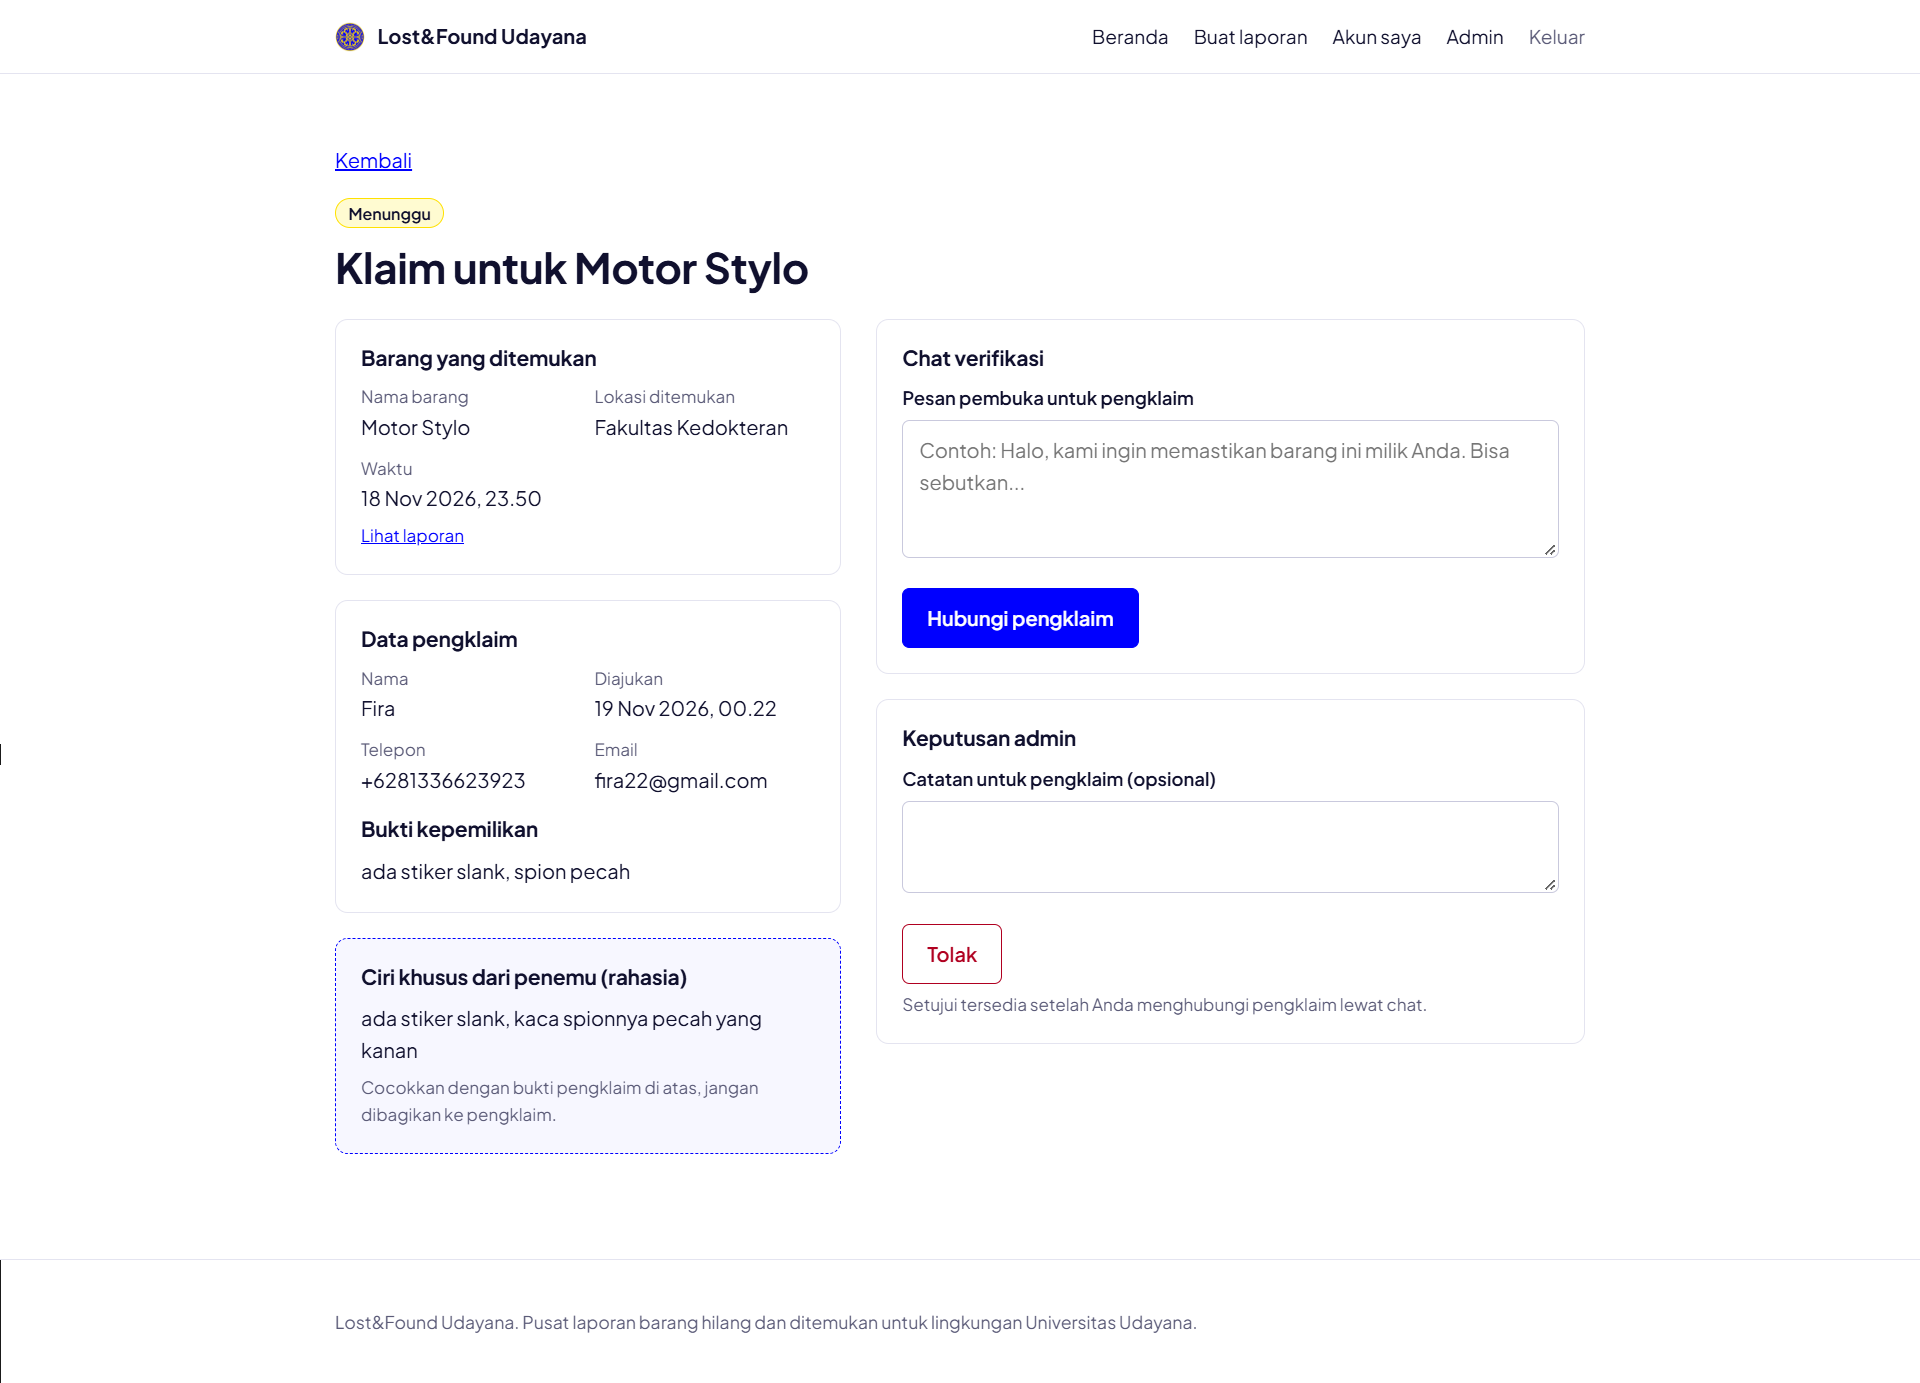 Lost&Found Udayana
Beranda
Buat laporan
Akun saya
Admin
Keluar
Kembali
Menunggu
Klaim untuk Motor Stylo
Barang yang ditemukan
Nama barang
Motor Stylo
Lokasi ditemukan
Fakultas Kedokteran
Waktu
18 Nov 2026, 23.50
Lihat laporan
Data pengklaim
Nama
Fira
Diajukan
19 Nov 2026, 00.22
Telepon
+6281336623923
Email
fira22@gmail.com
Bukti kepemilikan
ada stiker slank, spion pecah
Ciri khusus dari penemu (rahasia)
ada stiker slank, kaca spionnya pecah yang
kanan
Cocokkan dengan bukti pengklaim di atas, jangan
dibagikan ke pengklaim.
Chat verifikasi
Pesan pembuka untuk pengklaim
Contoh: Halo, kami ingin memastikan barang ini milik Anda. Bisa
sebutkan...
Hubungi pengklaim
Keputusan admin
Catatan untuk pengklaim (opsional)
Tolak
Setujui tersedia setelah Anda menghubungi pengklaim lewat chat.
Lost&Found Udayana. Pusat laporan barang hilang dan ditemukan untuk lingkungan Universitas Udayana.